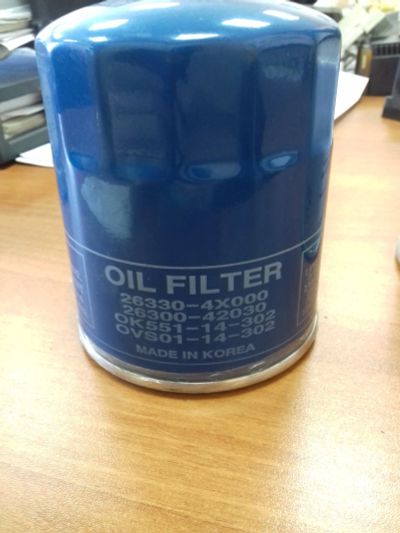 OIL FILTER
26330-4X000
26300-42030
OK551-14-302
OVS01-14-302
MADE IN KOREA